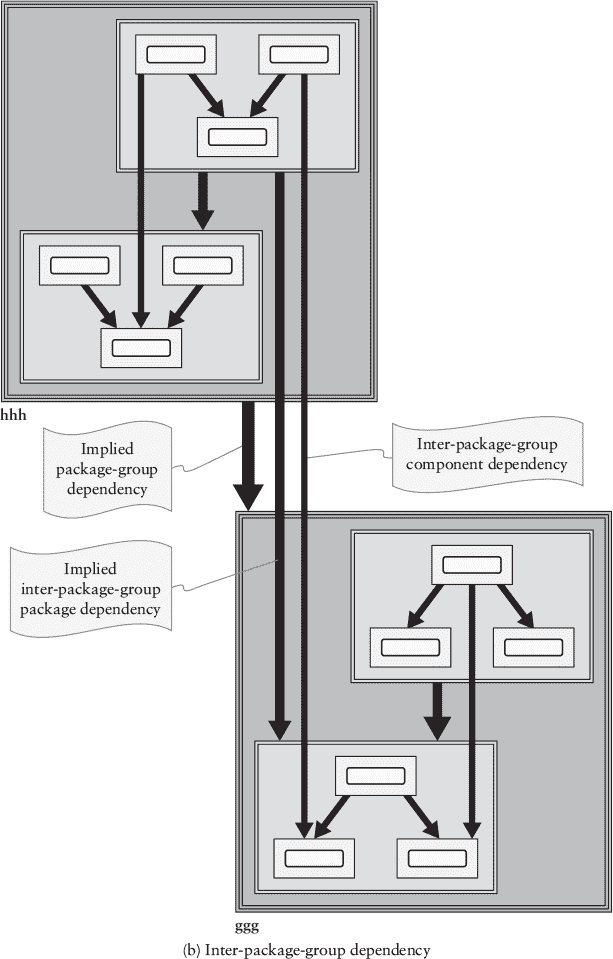 hhh
Implied
package-group
dependency
Inter-package-group
component dependency
Implied
inter-package-group
package dependency
ggg
(b) Inter-package-group dependency